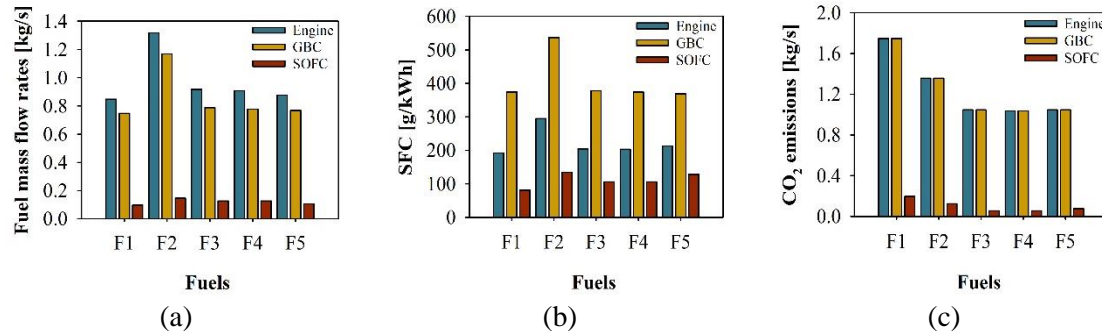 Fuel mass flow rates [kg/s]
1.4
1.2
1.0
0.8
0.6
0.4
0.2
0.0
Engine
GBC
SOFC
F1 F2 F3 F4 F5
Fuels
(a)
SFC [g/kWh]
600
500
400
300
200
100
0
Engine
GBC
SOFC
F1 F2 F3 F4 F5
Fuels
(b)
CO₂ emissions [kg/s]
2.0
1.6
1.2
0.8
0.4
0.0
Engine
GBC
SOFC
F1 F2 F3 F4 F5
Fuels
(c)